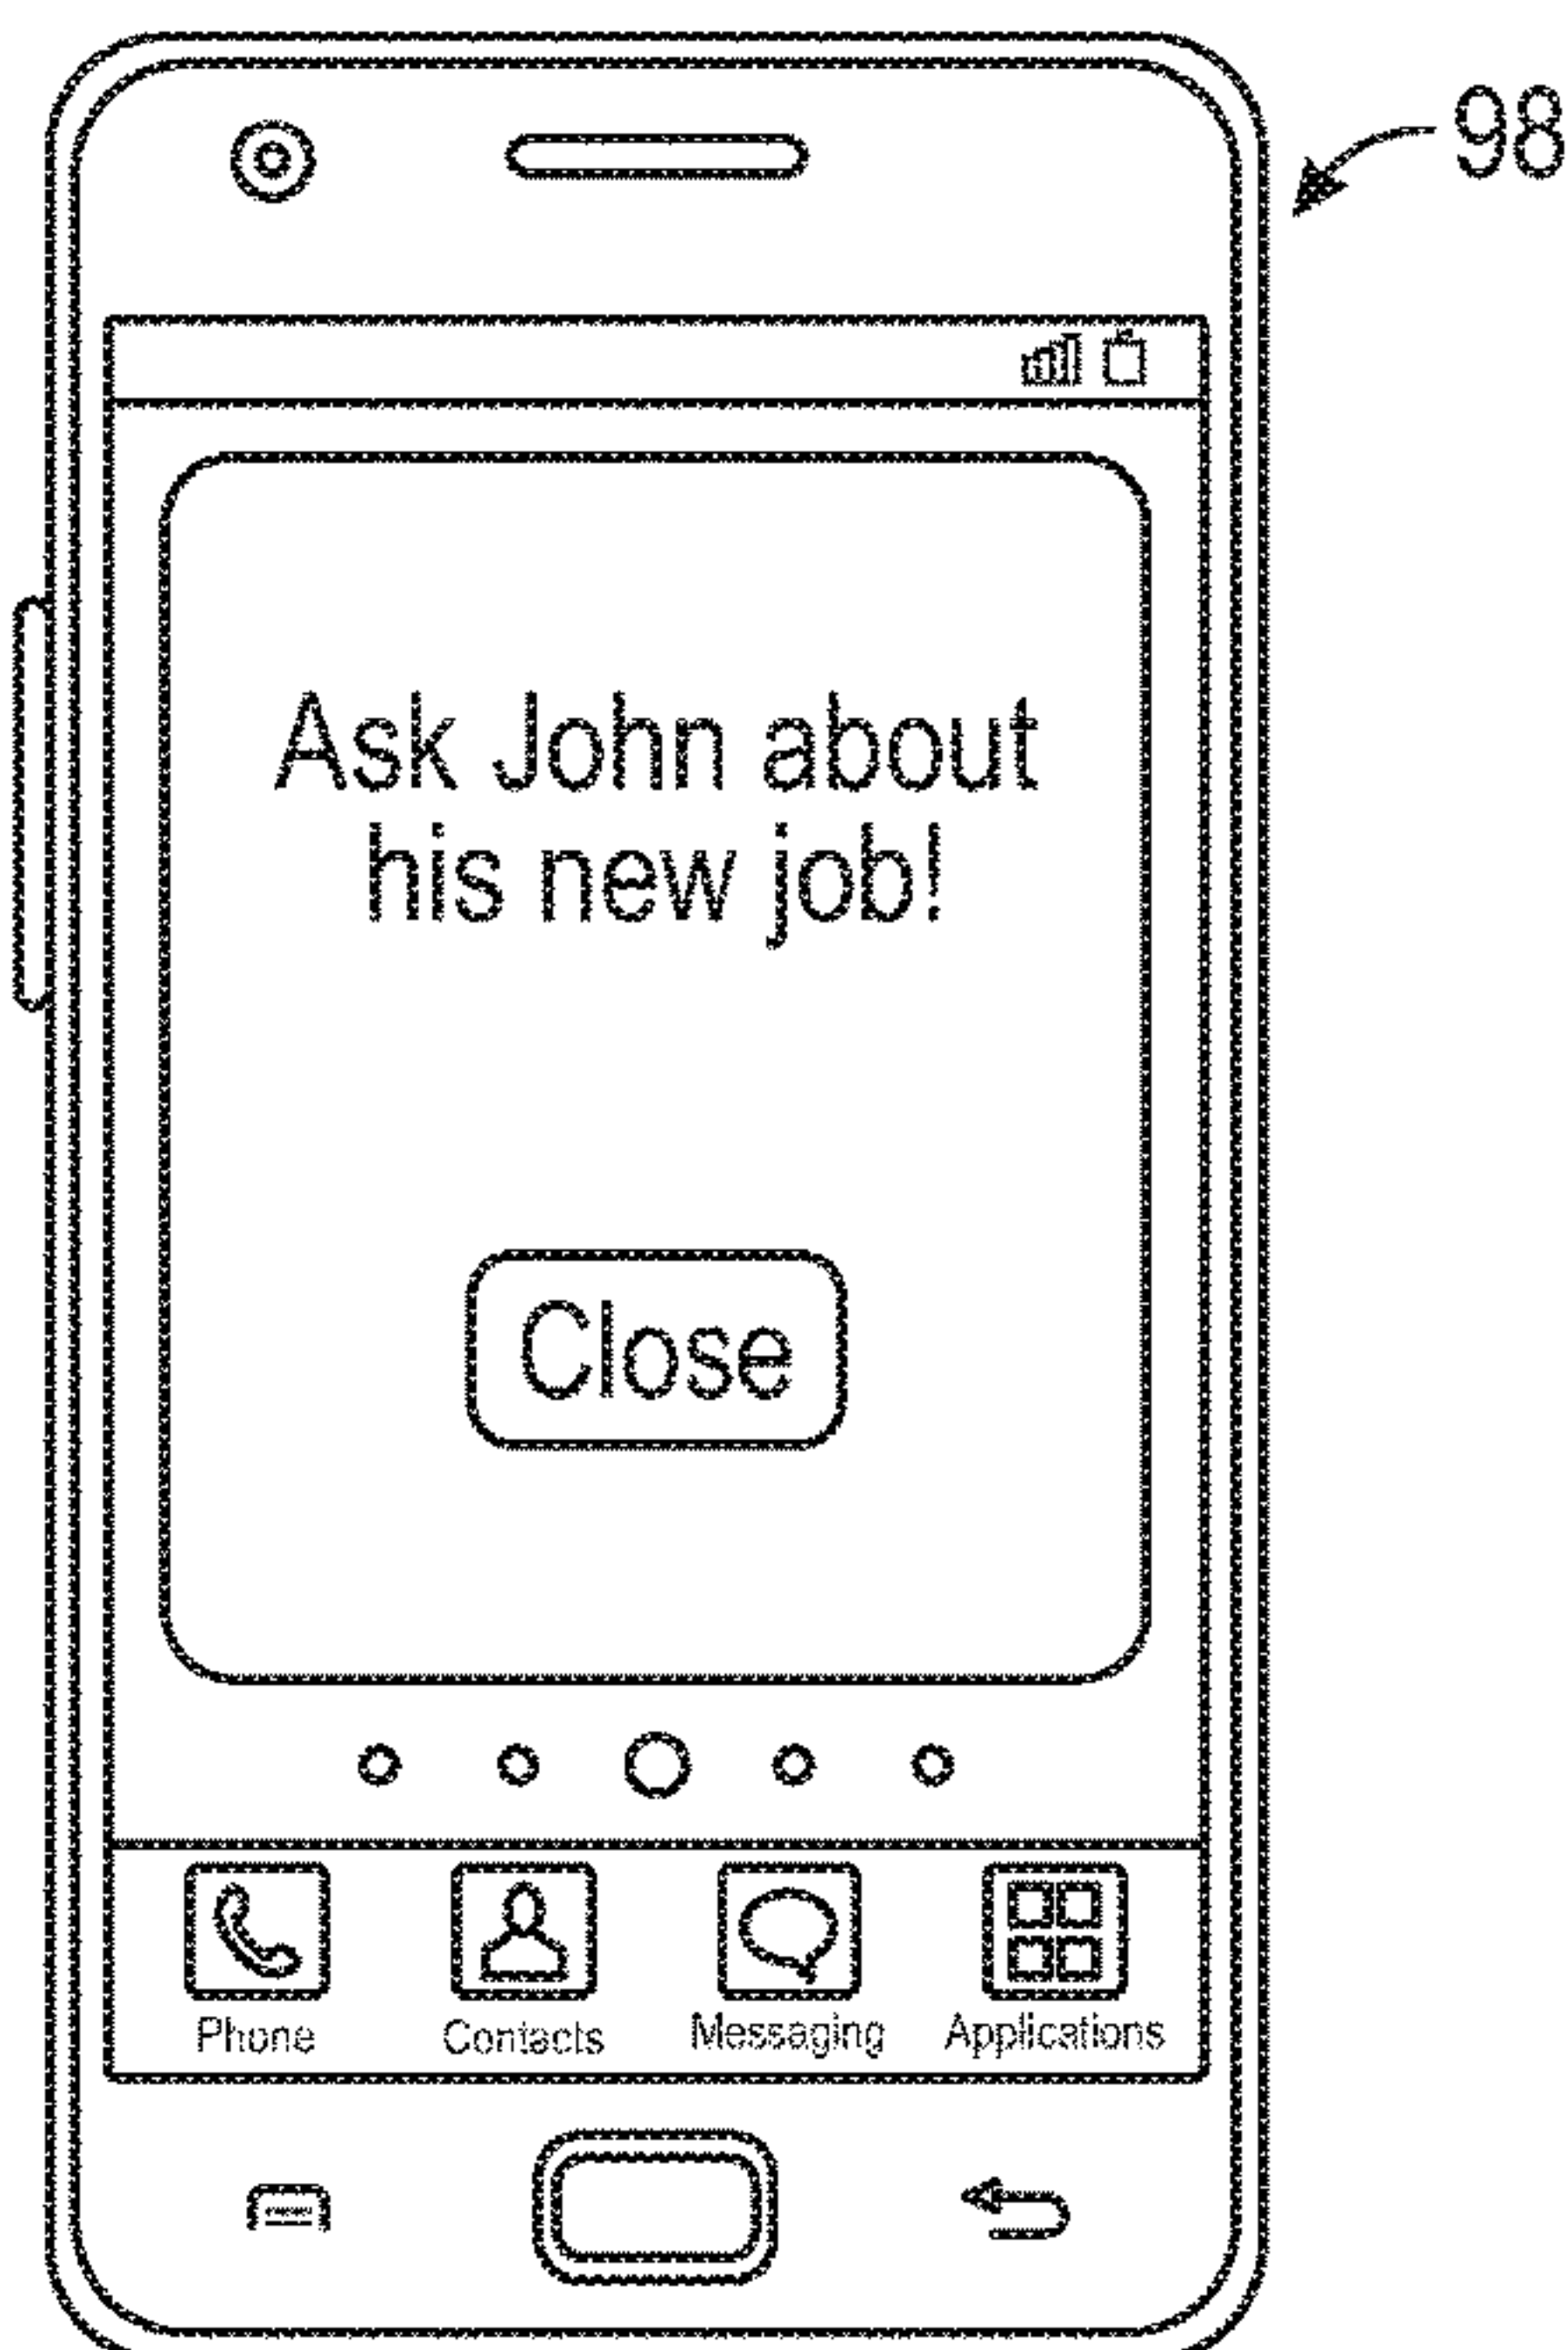 98
Ask John about
his new job!
Close
Phone Contacts Messaging Applications